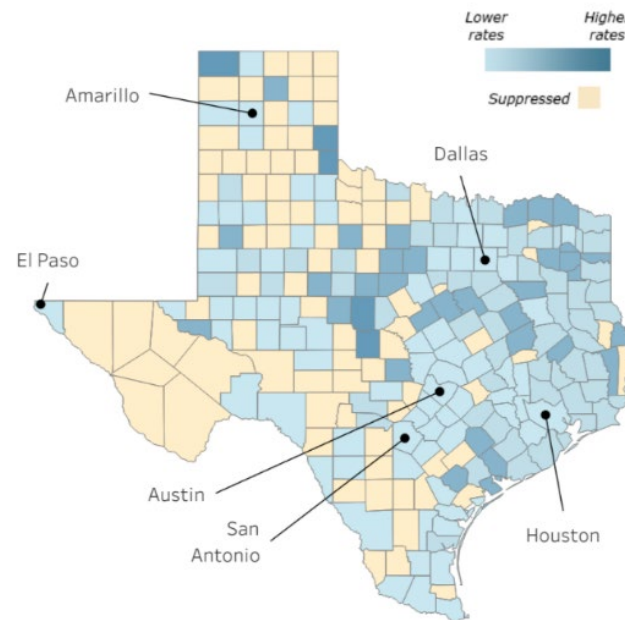 Lower
rates
Higher
rates
Suppressed
Amarillo
Dallas
El Paso
Austin
San
Antonio
Houston